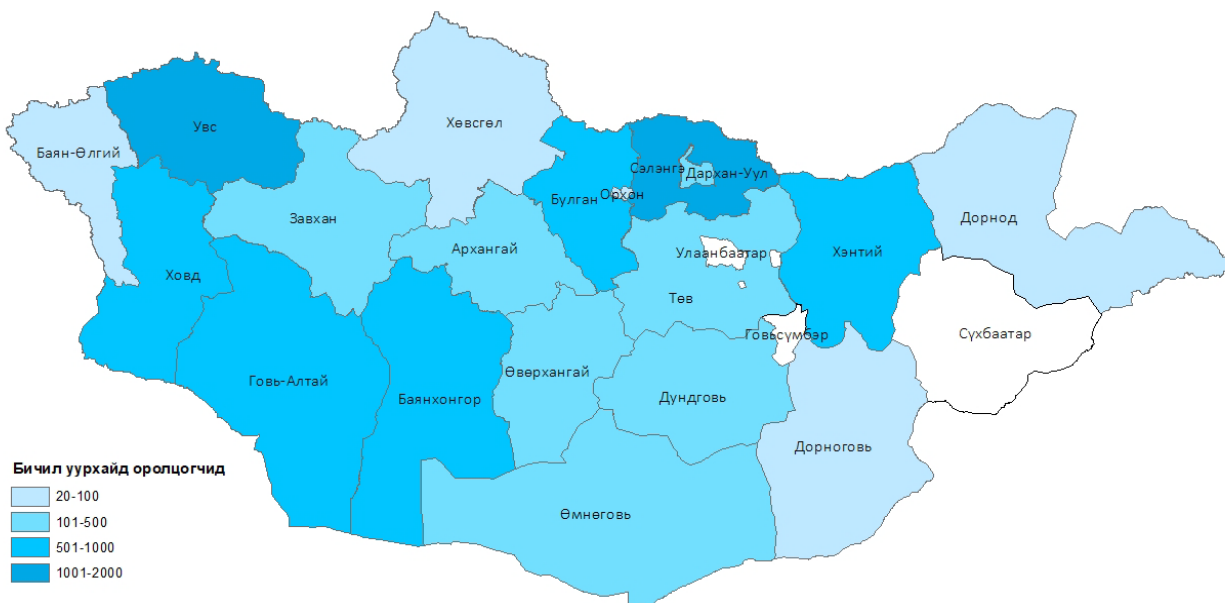 Увс
Хөвсгөл
Баян-Өлгий
Сэлэнгэ
Дархан-Уул
Орхон
Булган
Завхан
Дорнод
Архангай
Улаанбаатар
Хэнтий
Ховд
Төв
Говьсүмбэр
Сүхбаатар
Говь-Алтай
Өвөрхангай
Баянхонгор
Дундговь
Дорноговь
Өмнөговь
Бичил уурхайд оролцогчид
20-100
101-500
501-1000
1001-2000